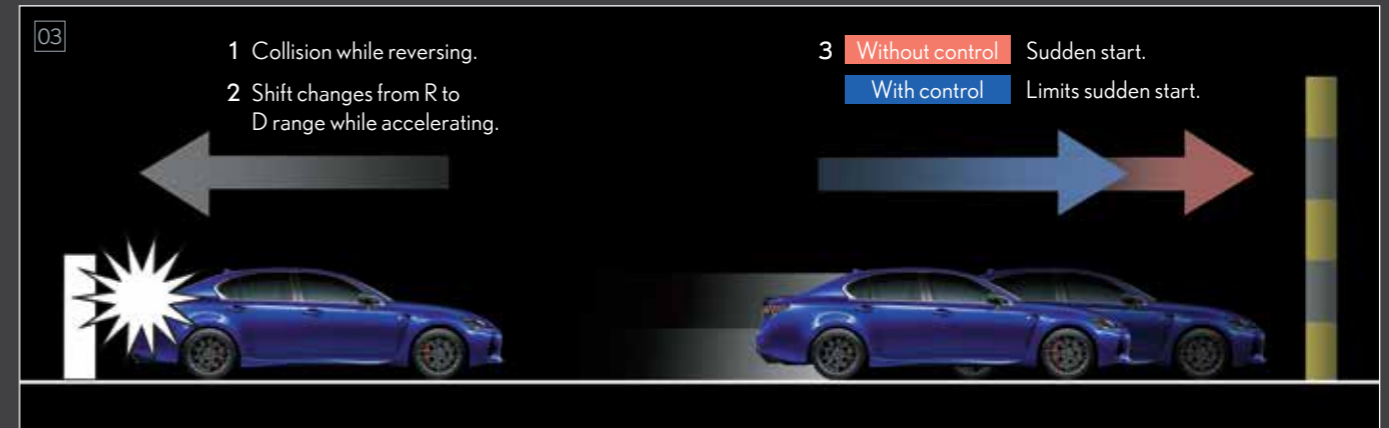 03
1 Collision while reversing.
2 Shift changes from R to
D range while accelerating.
3 Without control Sudden start.
With control Limits sudden start.